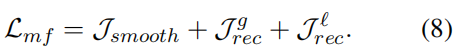 ℒ_{mf} = 𝒥_{smooth} + 𝒥^{g}_{rec} + 𝒥^{ℓ}_{rec}. (8)